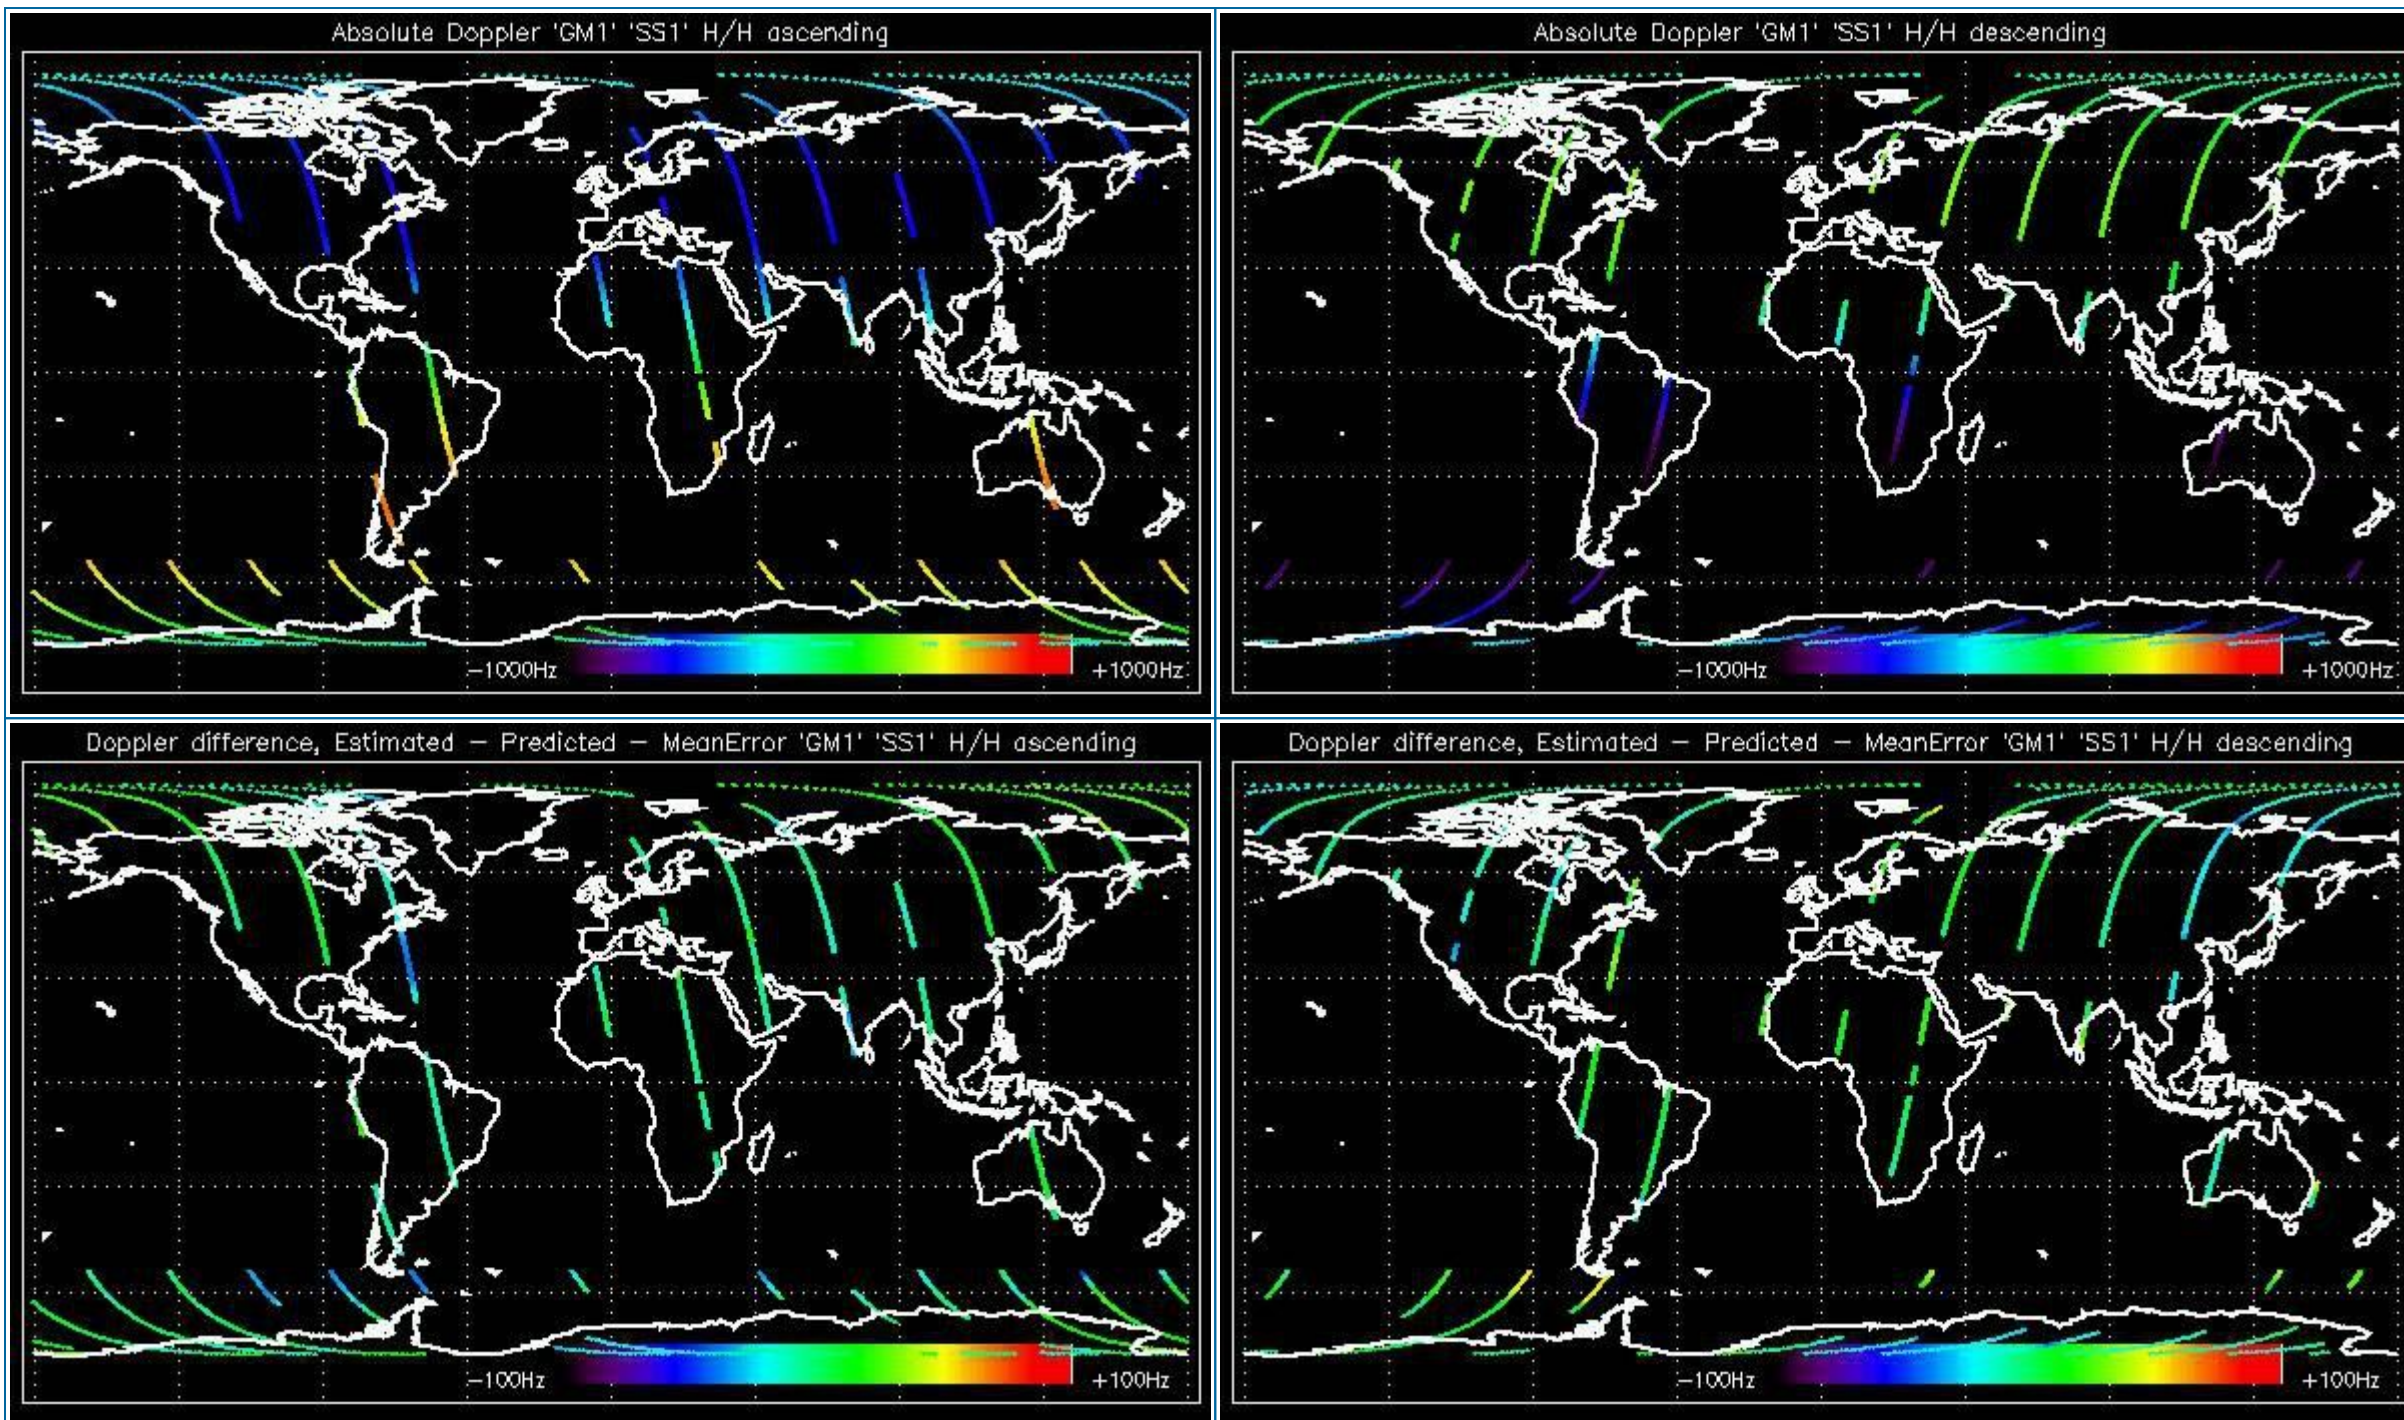 Absolute Doppler 'GM1' 'SS1' H/H ascending
−1000Hz
+1000Hz
Absolute Doppler 'GM1' 'SS1' H/H descending
−1000Hz
+1000Hz
Doppler difference, Estimated − Predicted − MeanError 'GM1' 'SS1' H/H ascending
−100Hz
+100Hz
Doppler difference, Estimated − Predicted − MeanError 'GM1' 'SS1' H/H descending
−100Hz
+100Hz